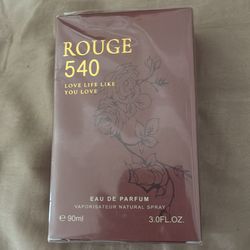 ROUGE
540
LOVE LIFE LIKE
YOU LOVE
EAU DE PARFUM
VAPORISATEUR NATURAL SPRAY
℮ 90ml 3.0FL.OZ.